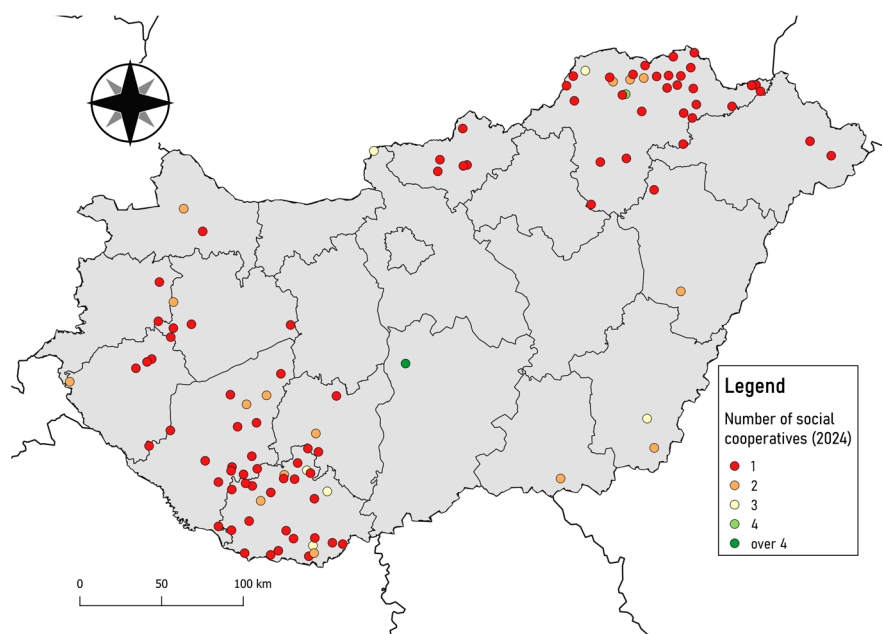 Legend
Number of social
cooperatives (2024)
1
2
3
4
over 4
0 50 100 km